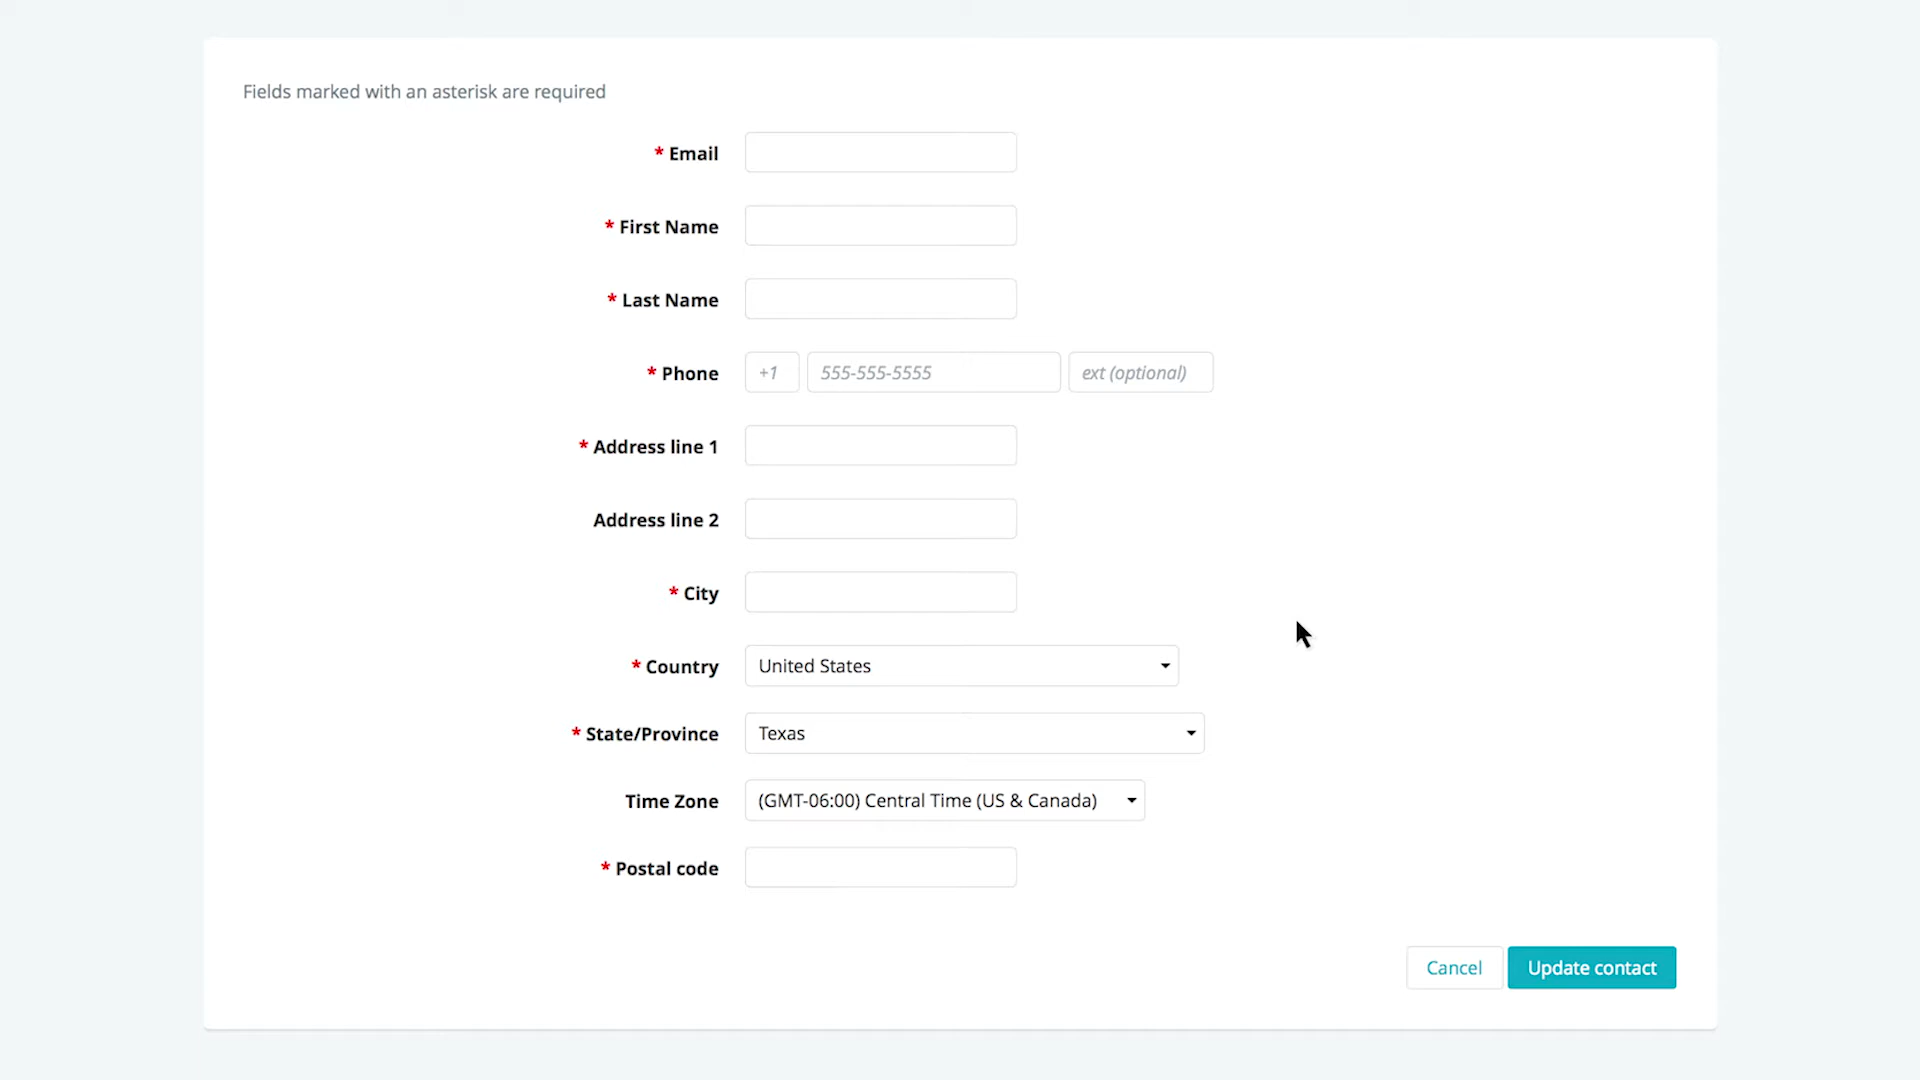 Fields marked with an asterisk are required
* Email
* First Name
* Last Name
* Phone +1 555-555-5555 ext (optional)
* Address line 1
Address line 2
* City
* Country United States
* State/Province Texas
Time Zone (GMT-06:00) Central Time (US & Canada)
* Postal code
Cancel Update contact